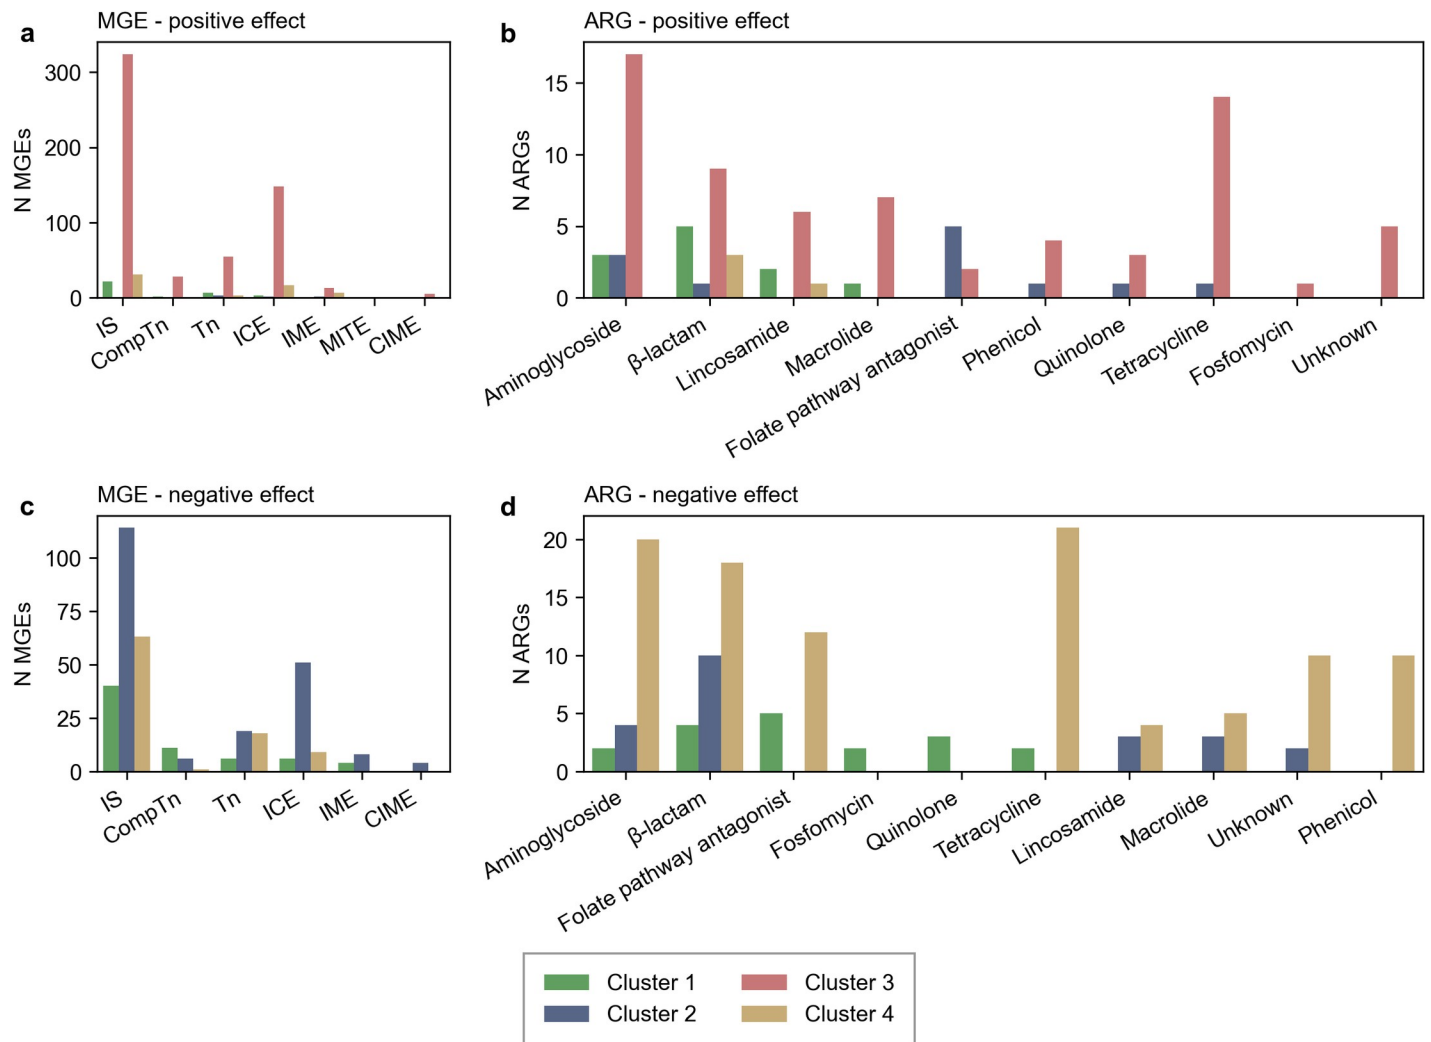 a
MGE - positive effect
N MGEs
300
200
100
0
IS
CompTn
Tn
ICE
IME
MITE
CIME
b
ARG - positive effect
N ARGs
15
10
5
0
Aminoglycoside
β-lactam
Lincosamide
Macrolide
Folate pathway antagonist
Phenicol
Quinolone
Tetracycline
Fosfomycin
Unknown
c
MGE - negative effect
N MGEs
100
75
50
25
0
IS
CompTn
Tn
ICE
IME
CIME
d
ARG - negative effect
N ARGs
20
15
10
5
0
Aminoglycoside
β-lactam
Folate pathway antagonist
Fosfomycin
Quinolone
Tetracycline
Lincosamide
Macrolide
Unknown
Phenicol
Cluster 1
Cluster 2
Cluster 3
Cluster 4